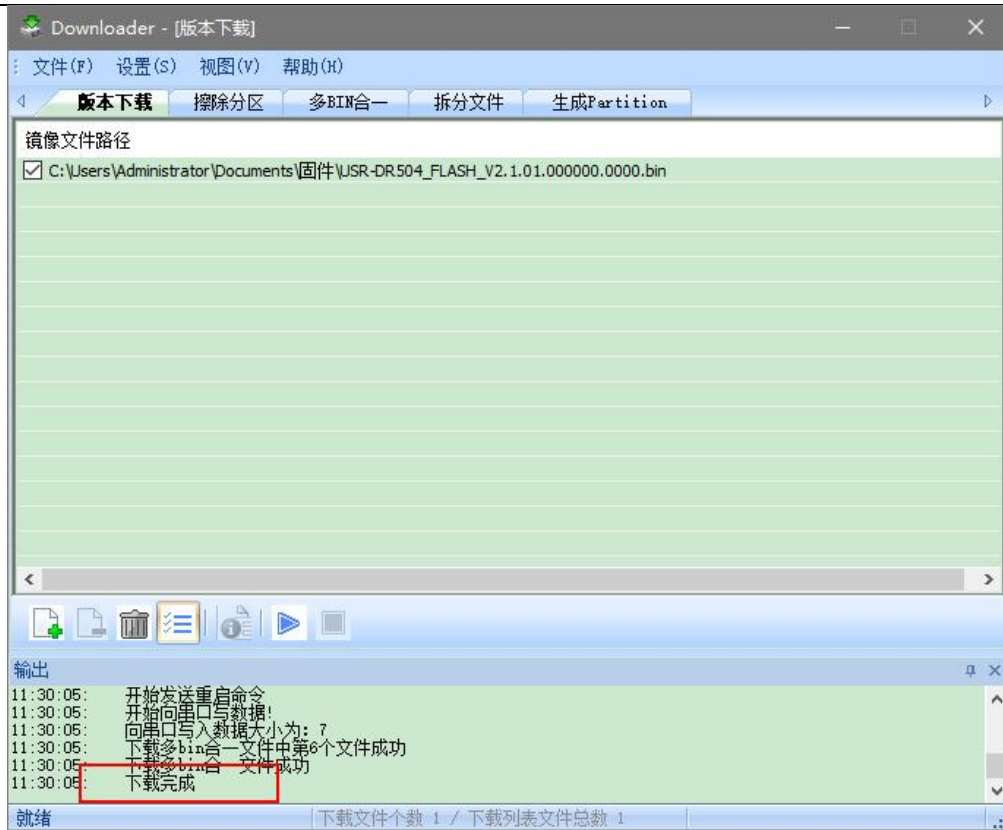 Downloader - [版本下载]
文件(F) 设置(S) 视图(V) 帮助(H)
版本下载 擦除分区 多BIN合一 拆分文件 生成Partition
镜像文件路径
C:\Users\Administrator\Documents\固件\USR-DR504_FLASH_V2.1.01.000000.0000.bin
输出
11:30:05: 开始发送重启命令
11:30:05: 开始向串口写数据!
11:30:05: 向串口写入数据大小为: 7
11:30:05: 下载多bin合一文件中第6个文件成功
11:30:05: 下载多bin合一文件成功
11:30:05: 下载完成
就绪 下载文件个数 1 / 下载列表文件总数 1